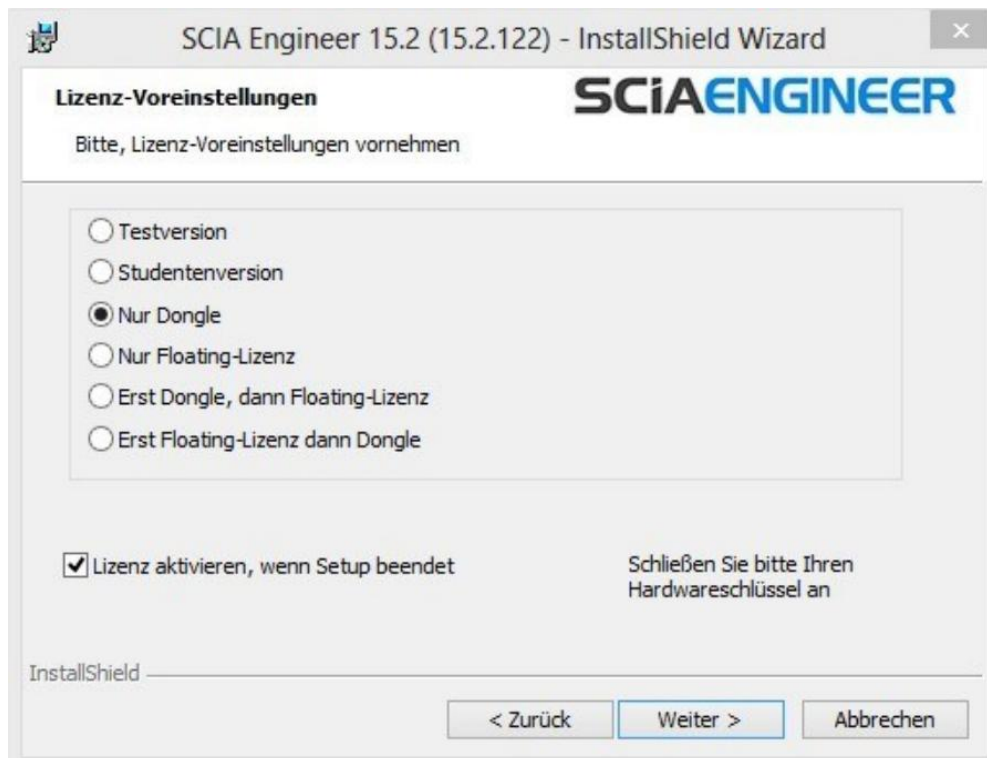 SCIA Engineer 15.2 (15.2.122) - InstallShield Wizard
Lizenz-Voreinstellungen
SCiAENGINEER
Bitte, Lizenz-Voreinstellungen vornehmen
Testversion
Studentenversion
Nur Dongle
Nur Floating-Lizenz
Erst Dongle, dann Floating-Lizenz
Erst Floating-Lizenz dann Dongle
Lizenz aktivieren, wenn Setup beendet
Schließen Sie bitte Ihren
Hardwareschlüssel an
InstallShield
< Zurück
Weiter >
Abbrechen